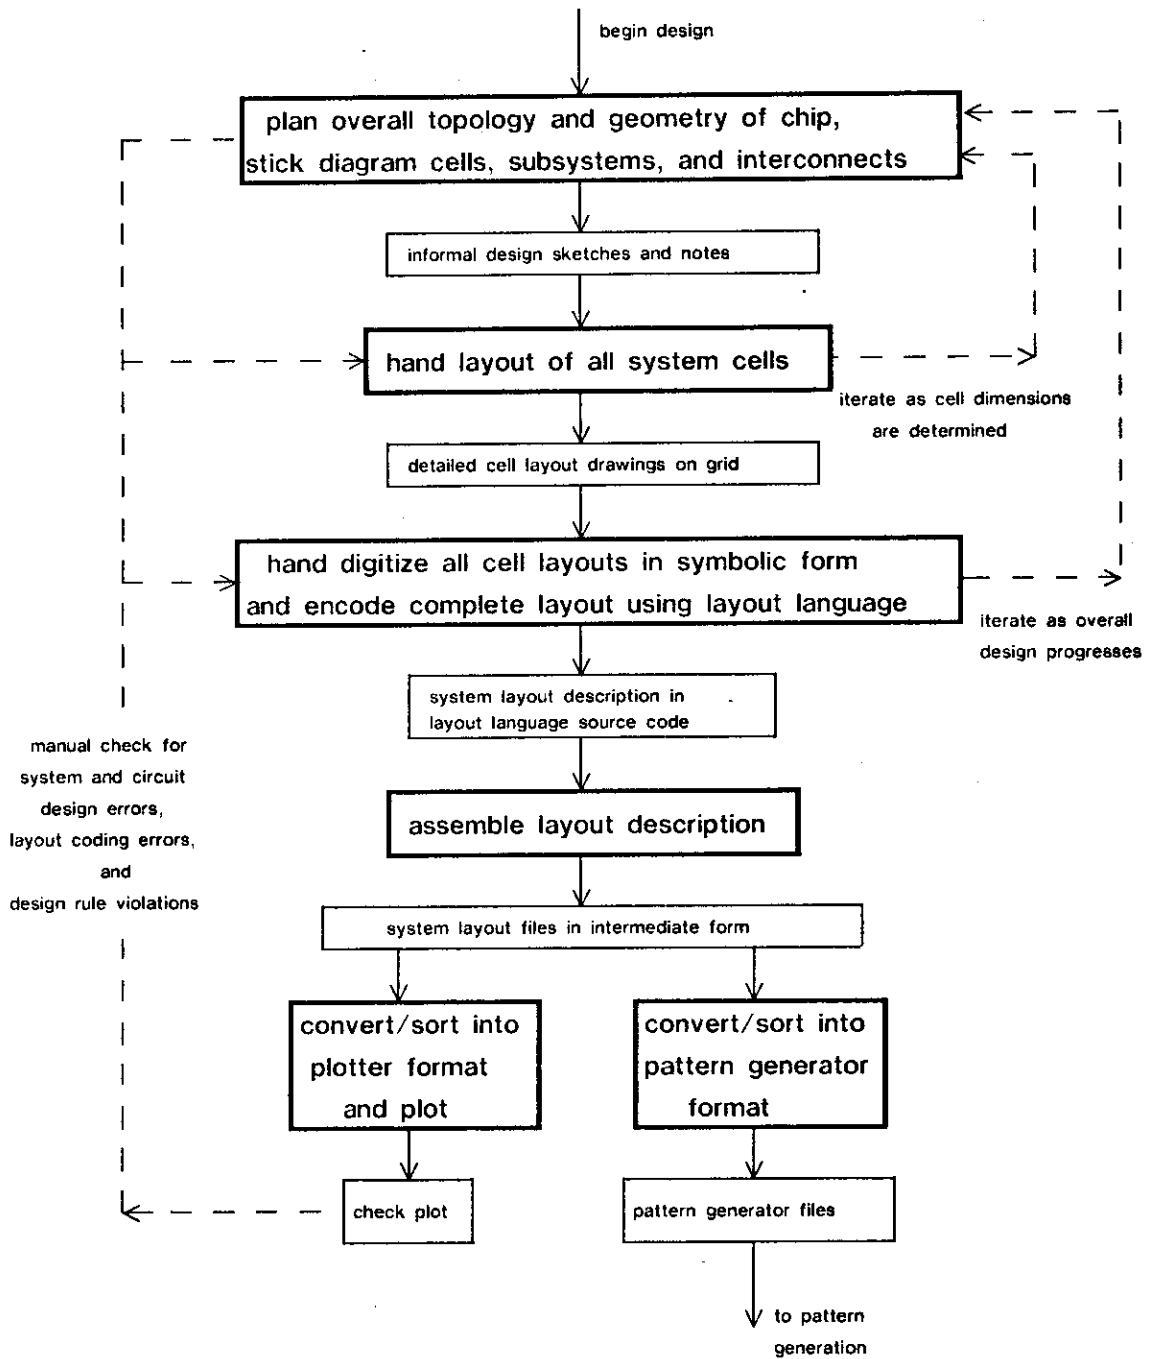 begin design
plan overall topology and geometry of chip,
stick diagram cells, subsystems, and interconnects
informal design sketches and notes
hand layout of all system cells
iterate as cell dimensions
are determined
detailed cell layout drawings on grid
hand digitize all cell layouts in symbolic form
and encode complete layout using layout language
iterate as overall
design progresses
system layout description in
layout language source code
manual check for
system and circuit
design errors,
layout coding errors,
and
design rule violations
assemble layout description
system layout files in intermediate form
convert/sort into
plotter format
and plot
convert/sort into
pattern generator
format
check plot
pattern generator files
to pattern
generation